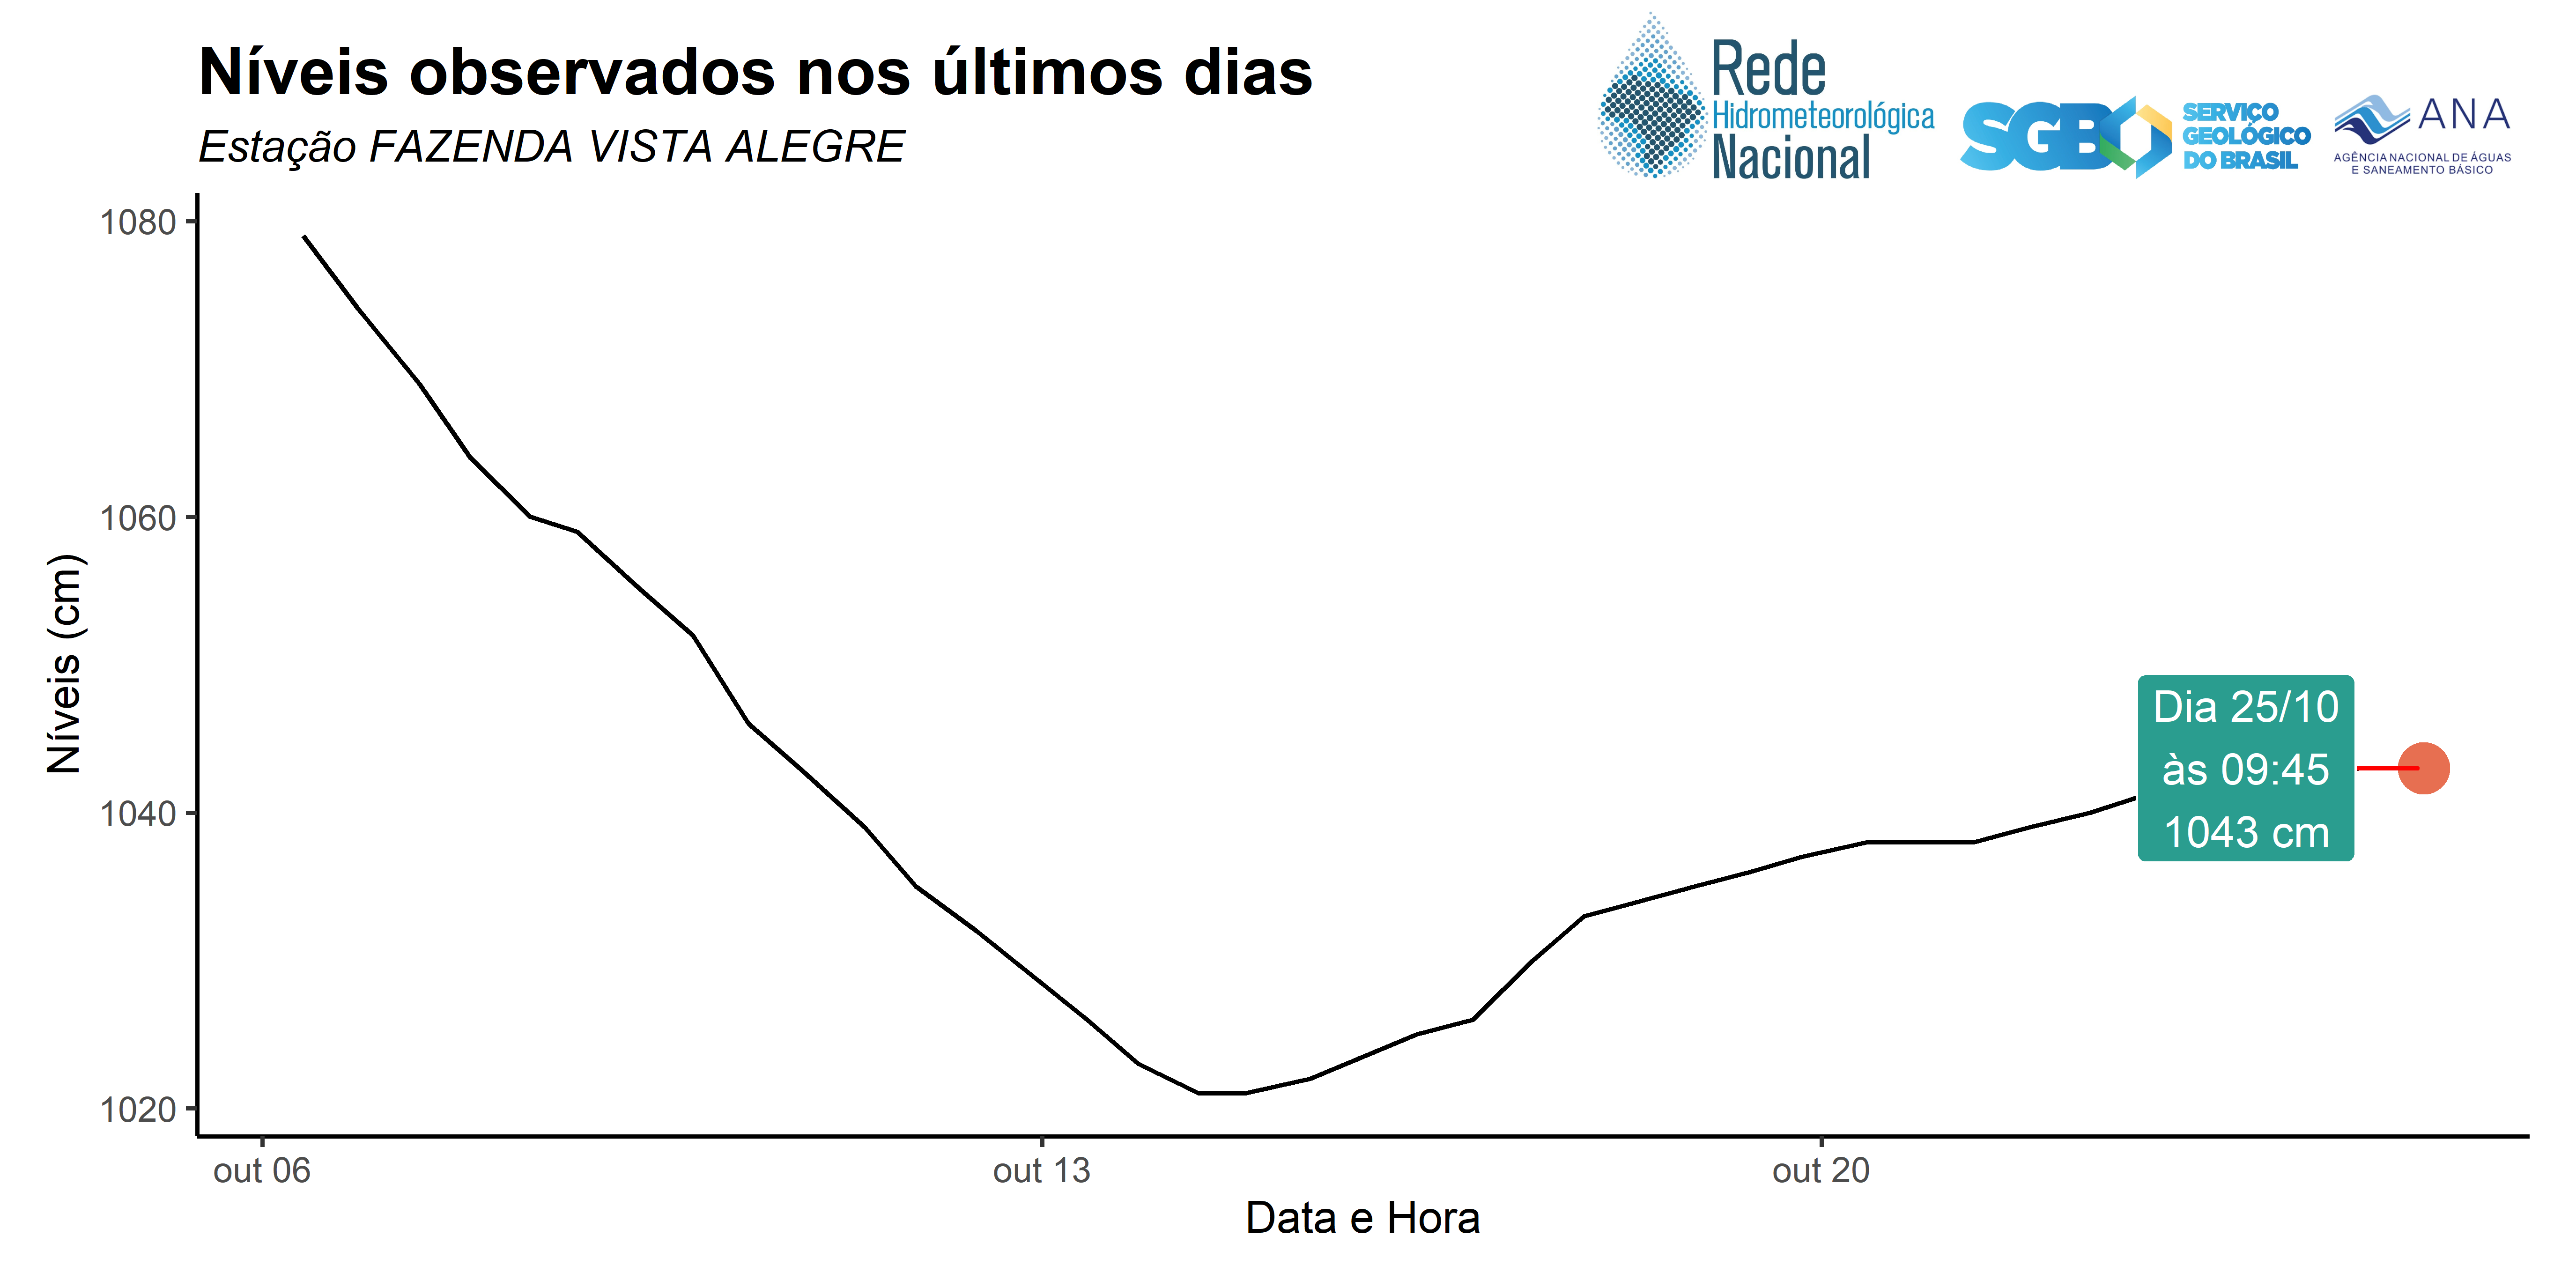 Níveis observados nos últimos dias
Estação FAZENDA VISTA ALEGRE
Rede
Hidrometeorológica
Nacional
SGB
SERVIÇO
GEOLÓGICO
DO BRASIL
ANA
AGÊNCIA NACIONAL DE ÁGUAS
E SANEAMENTO BÁSICO
Níveis (cm)
1080
1060
1040
1020
Dia 25/10
às 09:45
1043 cm
out 06
out 13
out 20
Data e Hora